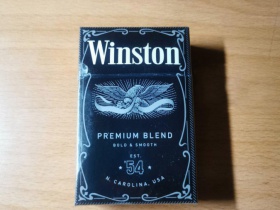 Winston
PREMIUM BLEND
BOLD & SMOOTH
EST.
54
N. CAROLINA, USA